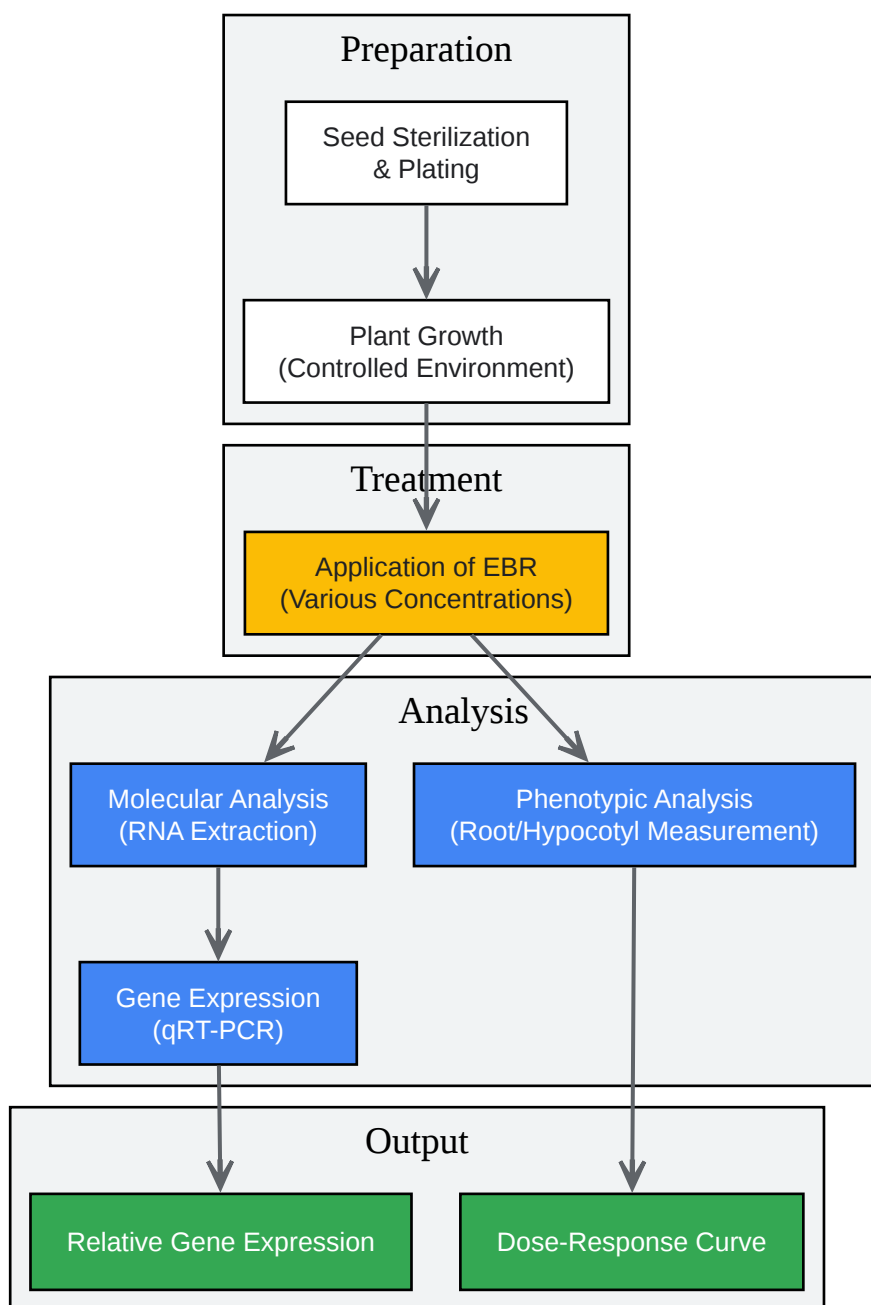 Preparation
Seed Sterilization
& Plating
Plant Growth
(Controlled Environment)
Treatment
Application of EBR
(Various Concentrations)
Analysis
Molecular Analysis
(RNA Extraction)
Phenotypic Analysis
(Root/Hypocotyl Measurement)
Gene Expression
(qRT-PCR)
Output
Relative Gene Expression
Dose-Response Curve